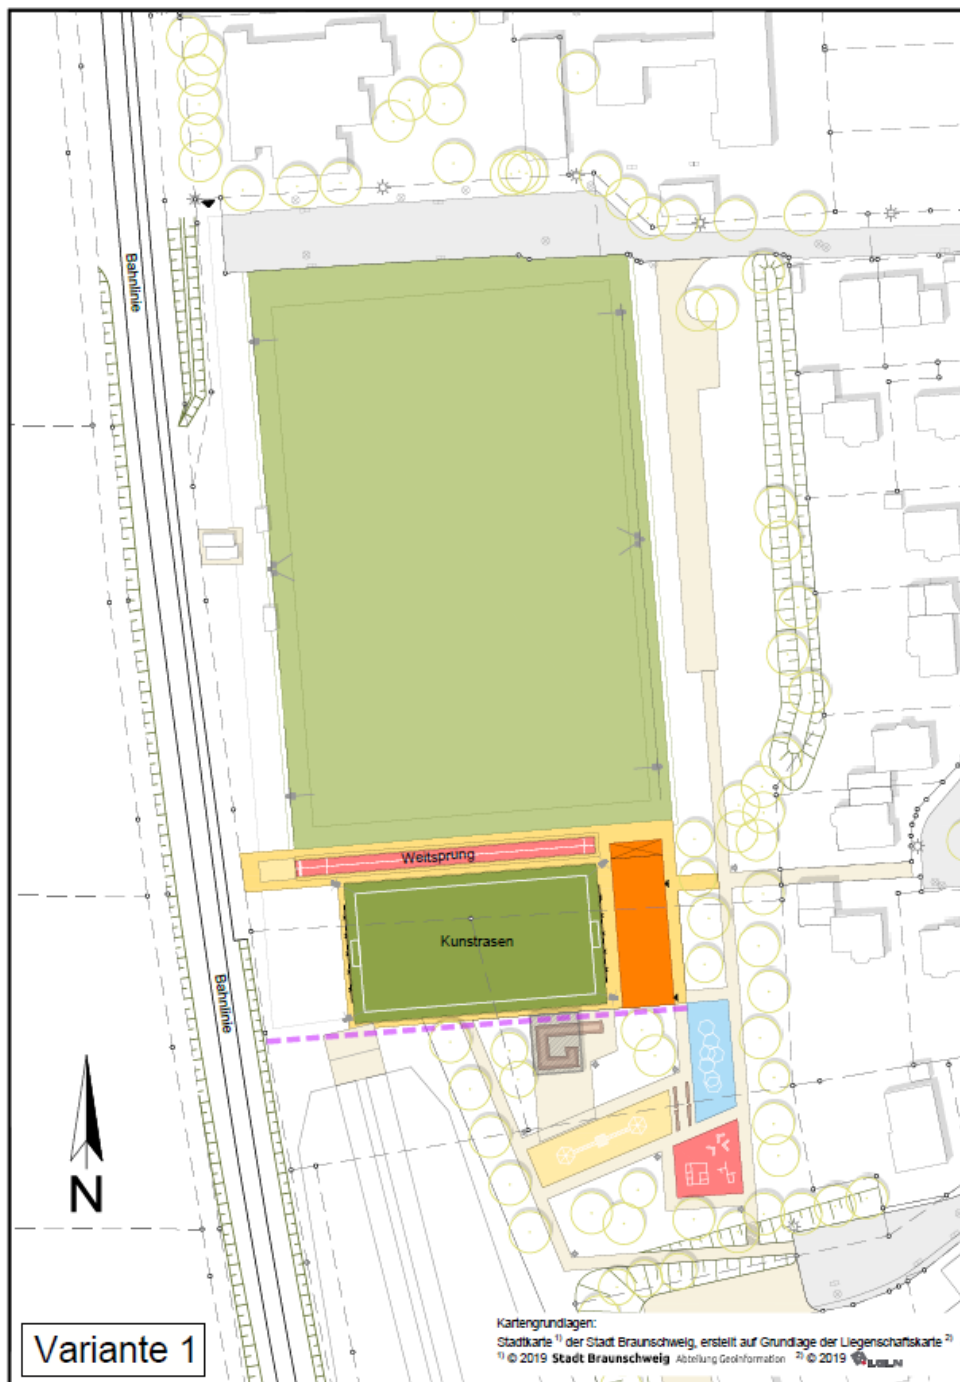 Bahnlinie
Weitsprung
Kunstrasen
Bahnlinie
N
Variante 1
Kartengrundlagen:
Stadtkarte ¹⁾ der Stadt Braunschweig, erstellt auf Grundlage der Liegenschaftskarte ²⁾
¹⁾ © 2019 Stadt Braunschweig Abteilung Geoinformation ²⁾ © 2019 LGLN